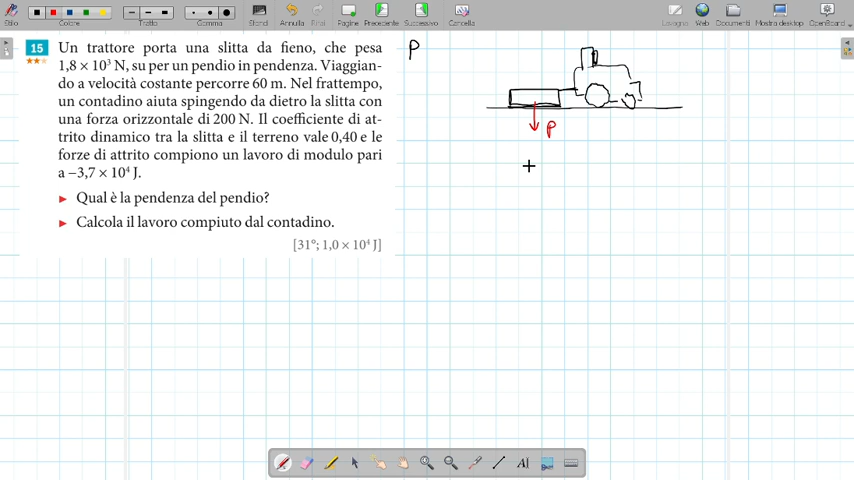 Stilo
Colore
Tratto
Gomma
Sfondi
Annulla
Rifai
Pagine
Precedente
Successivo
Cancella
Lavagna
Web
Documenti
Mostra desktop
OpenBoard
15 Un trattore porta una slitta da fieno, che pesa
★★ 1,8 × 10³ N, su per un pendio in pendenza. Viaggian-
do a velocità costante percorre 60 m. Nel frattempo,
un contadino aiuta spingendo da dietro la slitta con
una forza orizzontale di 200 N. Il coefficiente di at-
trito dinamico tra la slitta e il terreno vale 0,40 e le
forze di attrito compiono un lavoro di modulo pari
a −3,7 × 10⁴ J.
► Qual è la pendenza del pendio?
► Calcola il lavoro compiuto dal contadino.
[31°; 1,0 × 10⁴ J]
P
P